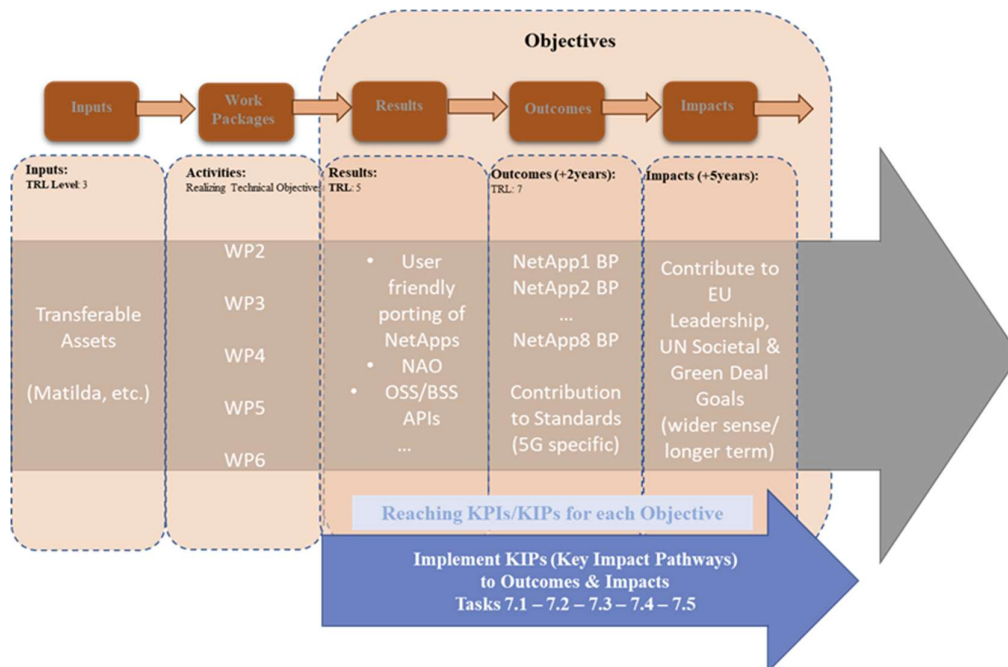 Objectives
Inputs
Work
Packages
Results
Outcomes
Impacts
Inputs:
TRL Level: 3
Transferable
Assets
(Matilda, etc.)
Activities:
Realizing Technical Objectives
WP2
WP3
WP4
WP5
WP6
Results:
TRL: 5
• User
friendly
porting of
NetApps
• NAO
• OSS/BSS
APIs
...
Outcomes (+2years):
TRL: 7
NetApp1 BP
NetApp2 BP
...
NetApp8 BP
Contribution
to Standards
(5G specific)
Impacts (+5years):
Contribute to
EU
Leadership,
UN Societal &
Green Deal
Goals
(wider sense/
longer term)
Reaching KPIs/KIPs for each Objective
Implement KIPs (Key Impact Pathways)
to Outcomes & Impacts
Tasks 7.1 – 7.2 – 7.3 – 7.4 – 7.5